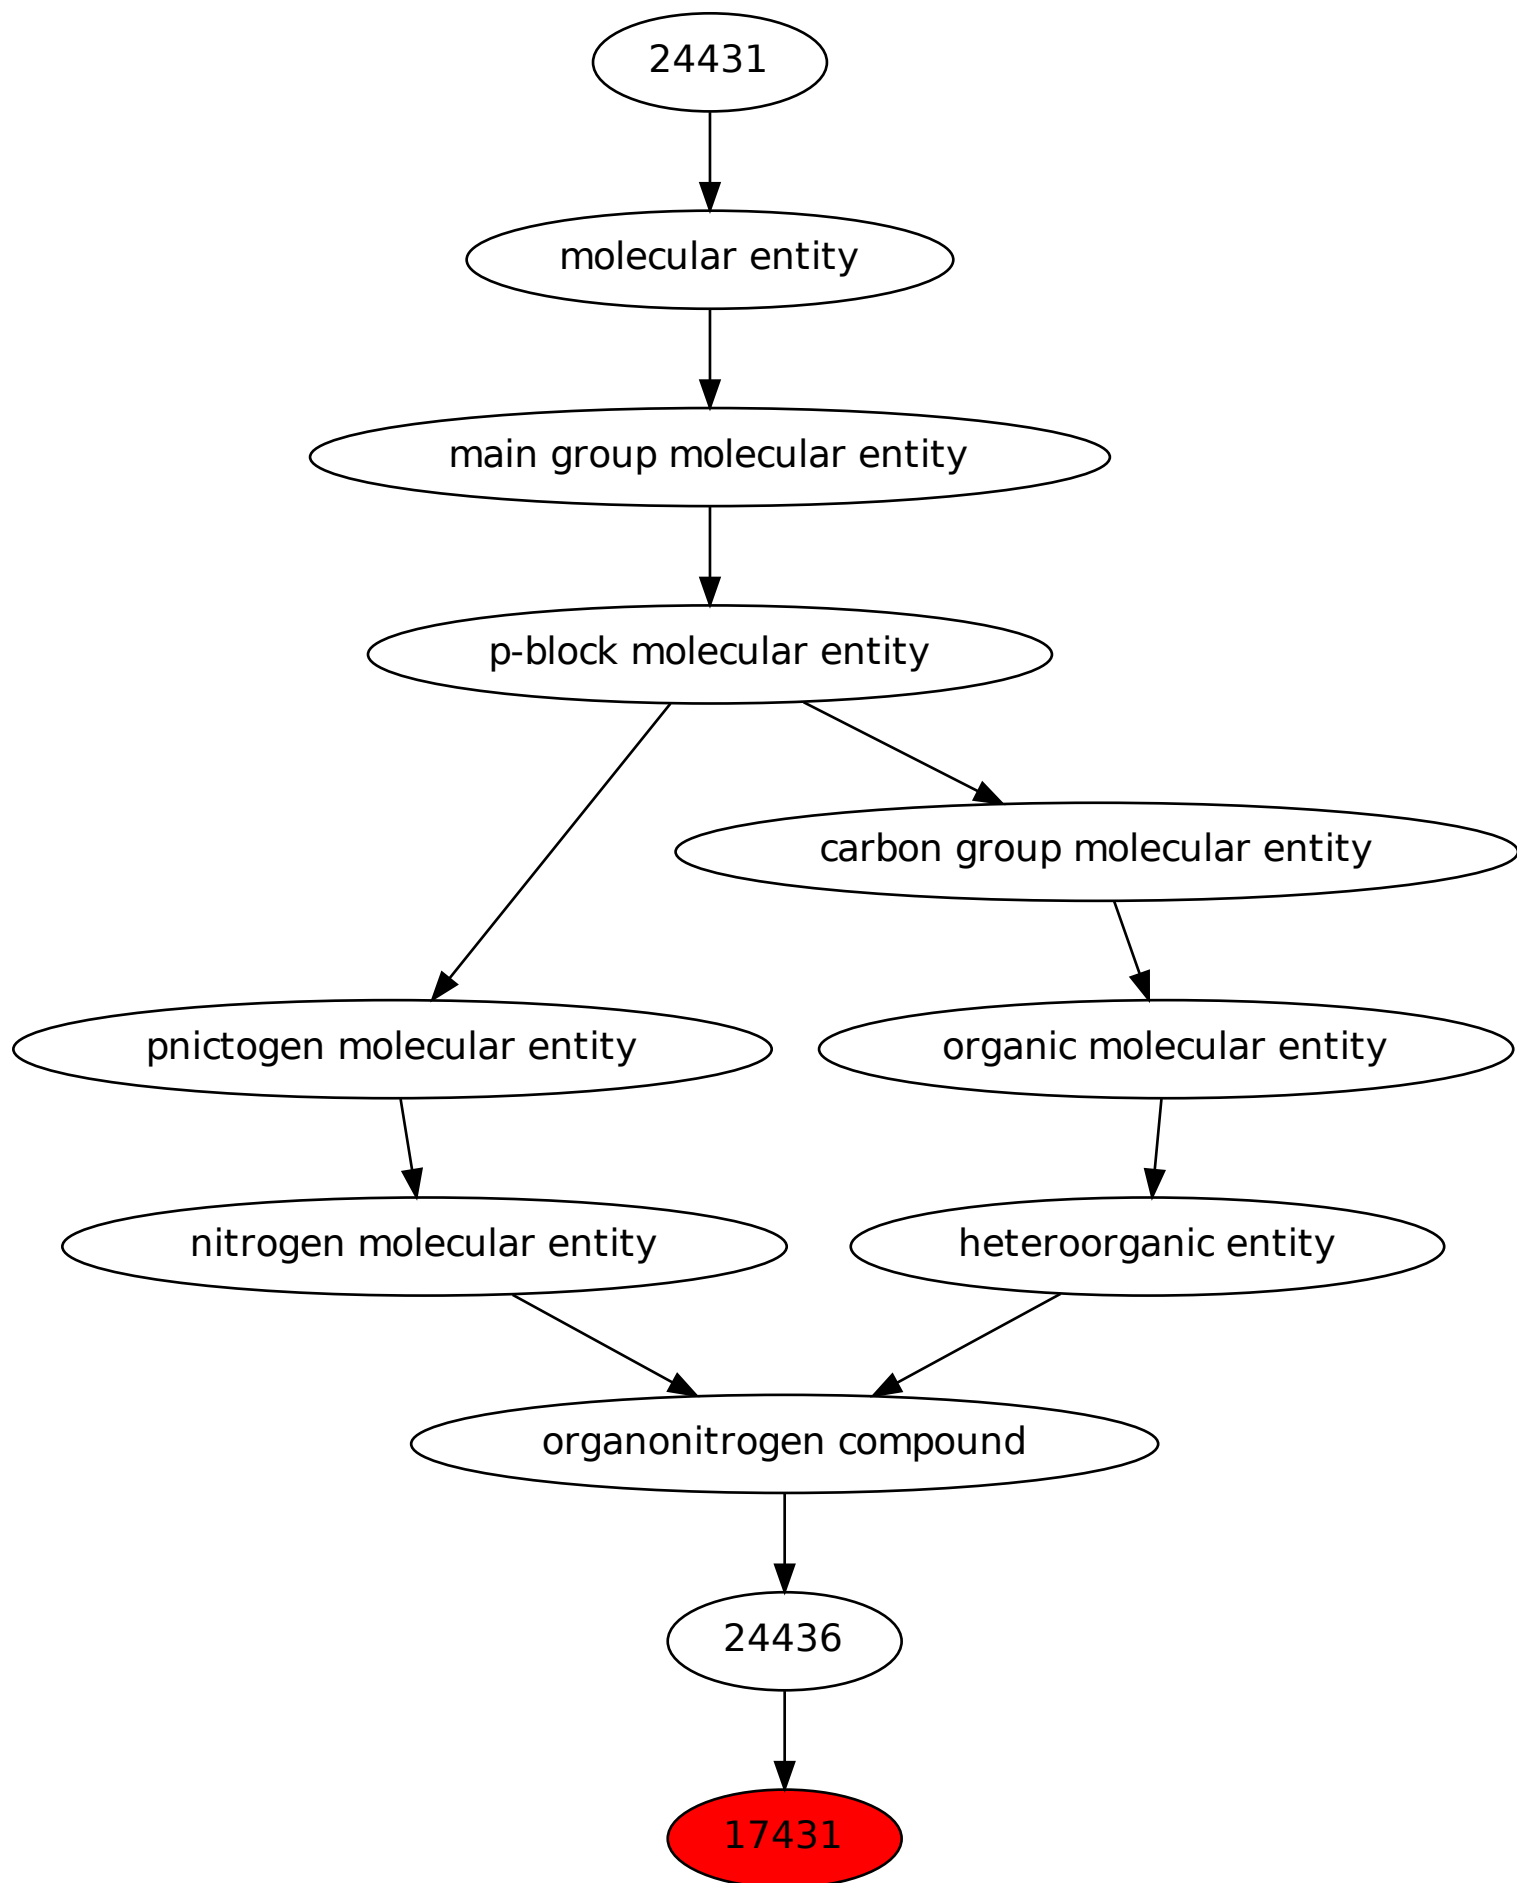 24431
molecular entity
main group molecular entity
p-block molecular entity
carbon group molecular entity
pnictogen molecular entity
organic molecular entity
nitrogen molecular entity
heteroorganic entity
organonitrogen compound
24436
17431